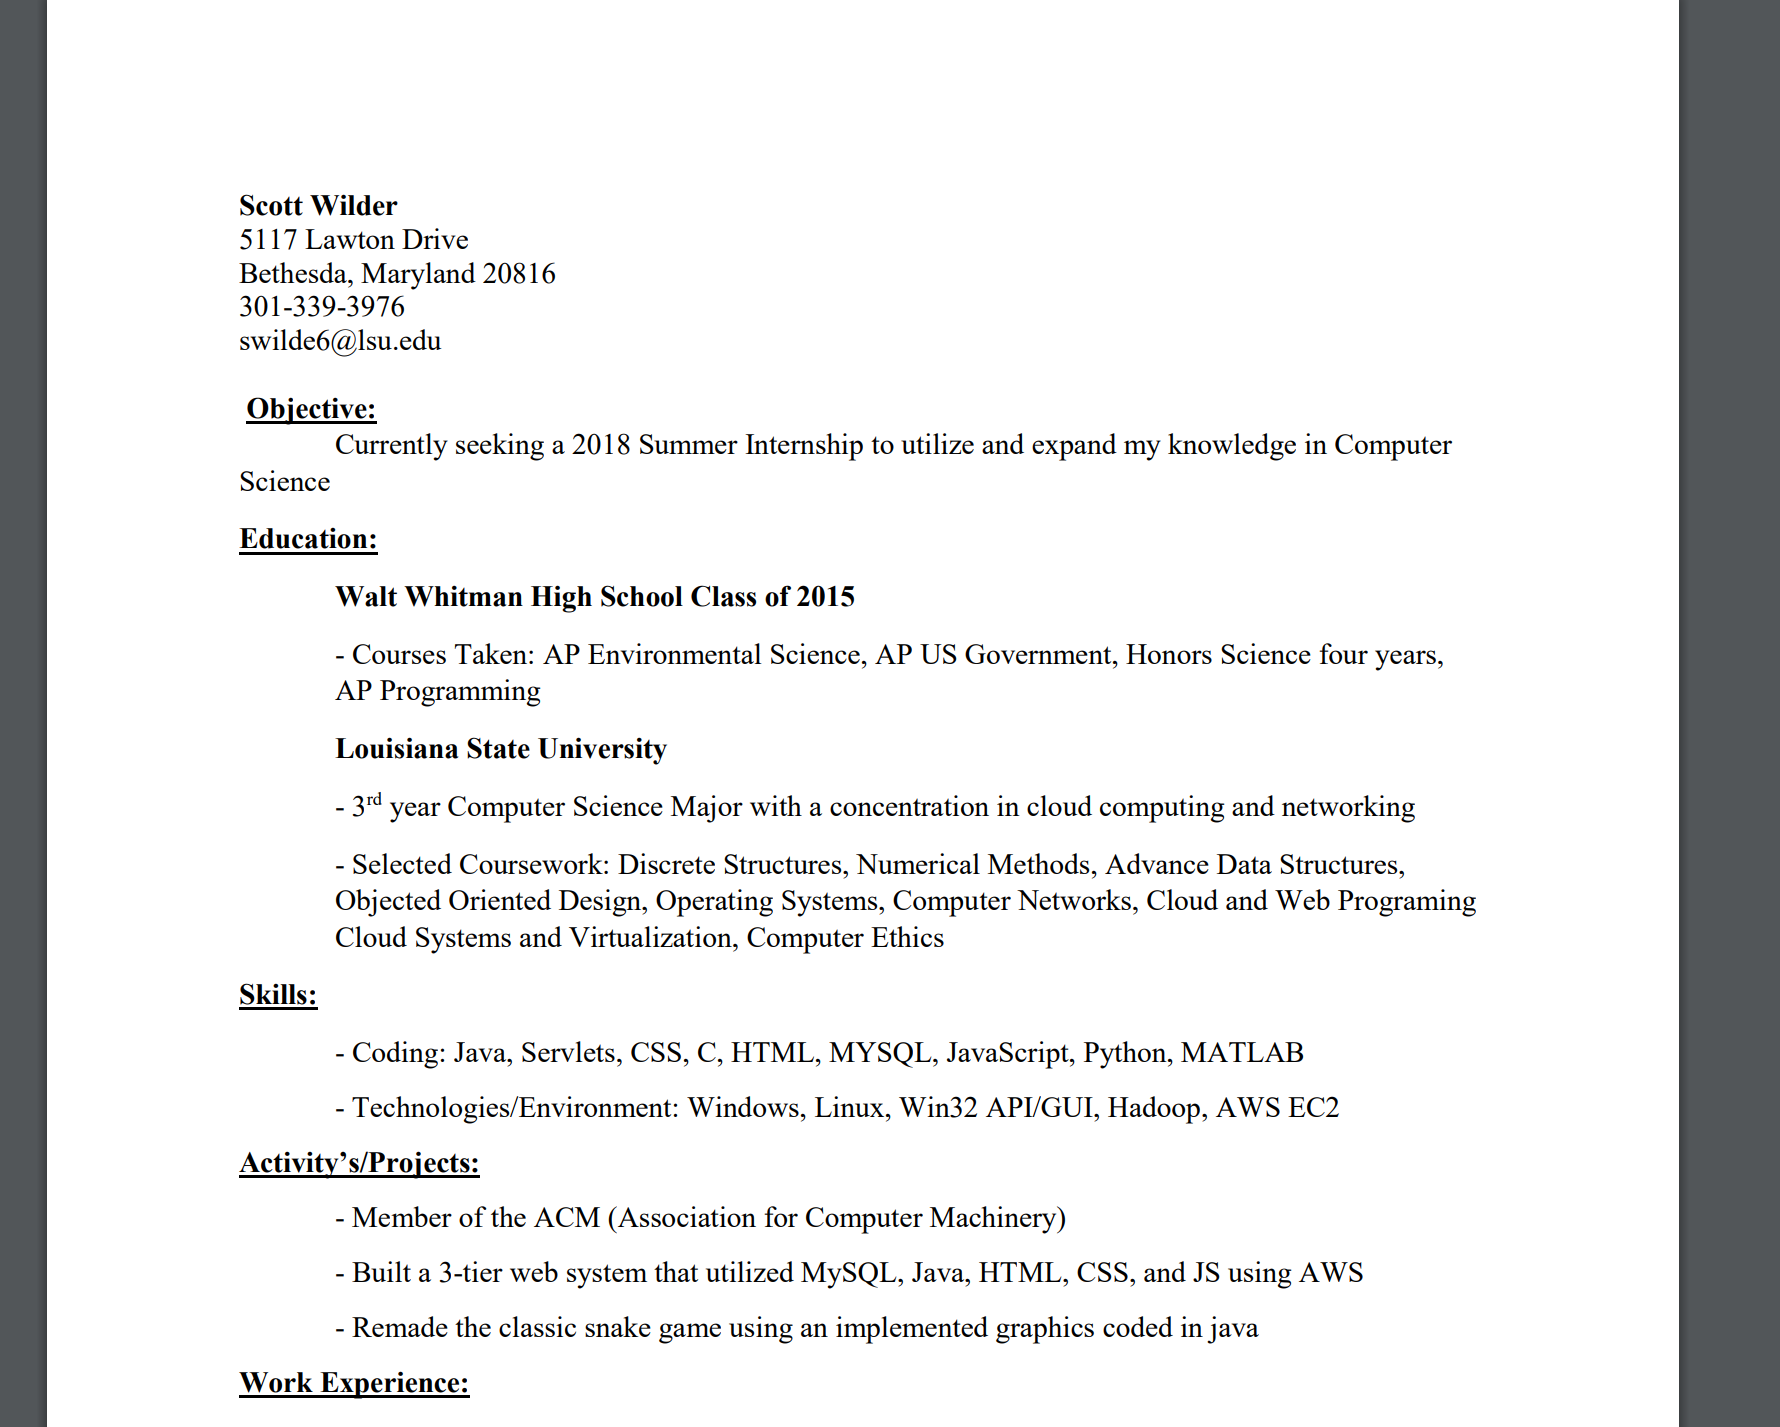 Scott Wilder
5117 Lawton Drive
Bethesda, Maryland 20816
301-339-3976
swilde6@lsu.edu
Objective:
Currently seeking a 2018 Summer Internship to utilize and expand my knowledge in Computer
Science
Education:
Walt Whitman High School Class of 2015
- Courses Taken: AP Environmental Science, AP US Government, Honors Science four years,
AP Programming
Louisiana State University
- 3rd year Computer Science Major with a concentration in cloud computing and networking
- Selected Coursework: Discrete Structures, Numerical Methods, Advance Data Structures,
Objected Oriented Design, Operating Systems, Computer Networks, Cloud and Web Programing
Cloud Systems and Virtualization, Computer Ethics
Skills:
- Coding: Java, Servlets, CSS, C, HTML, MYSQL, JavaScript, Python, MATLAB
- Technologies/Environment: Windows, Linux, Win32 API/GUI, Hadoop, AWS EC2
Activity’s/Projects:
- Member of the ACM (Association for Computer Machinery)
- Built a 3-tier web system that utilized MySQL, Java, HTML, CSS, and JS using AWS
- Remade the classic snake game using an implemented graphics coded in java
Work Experience: